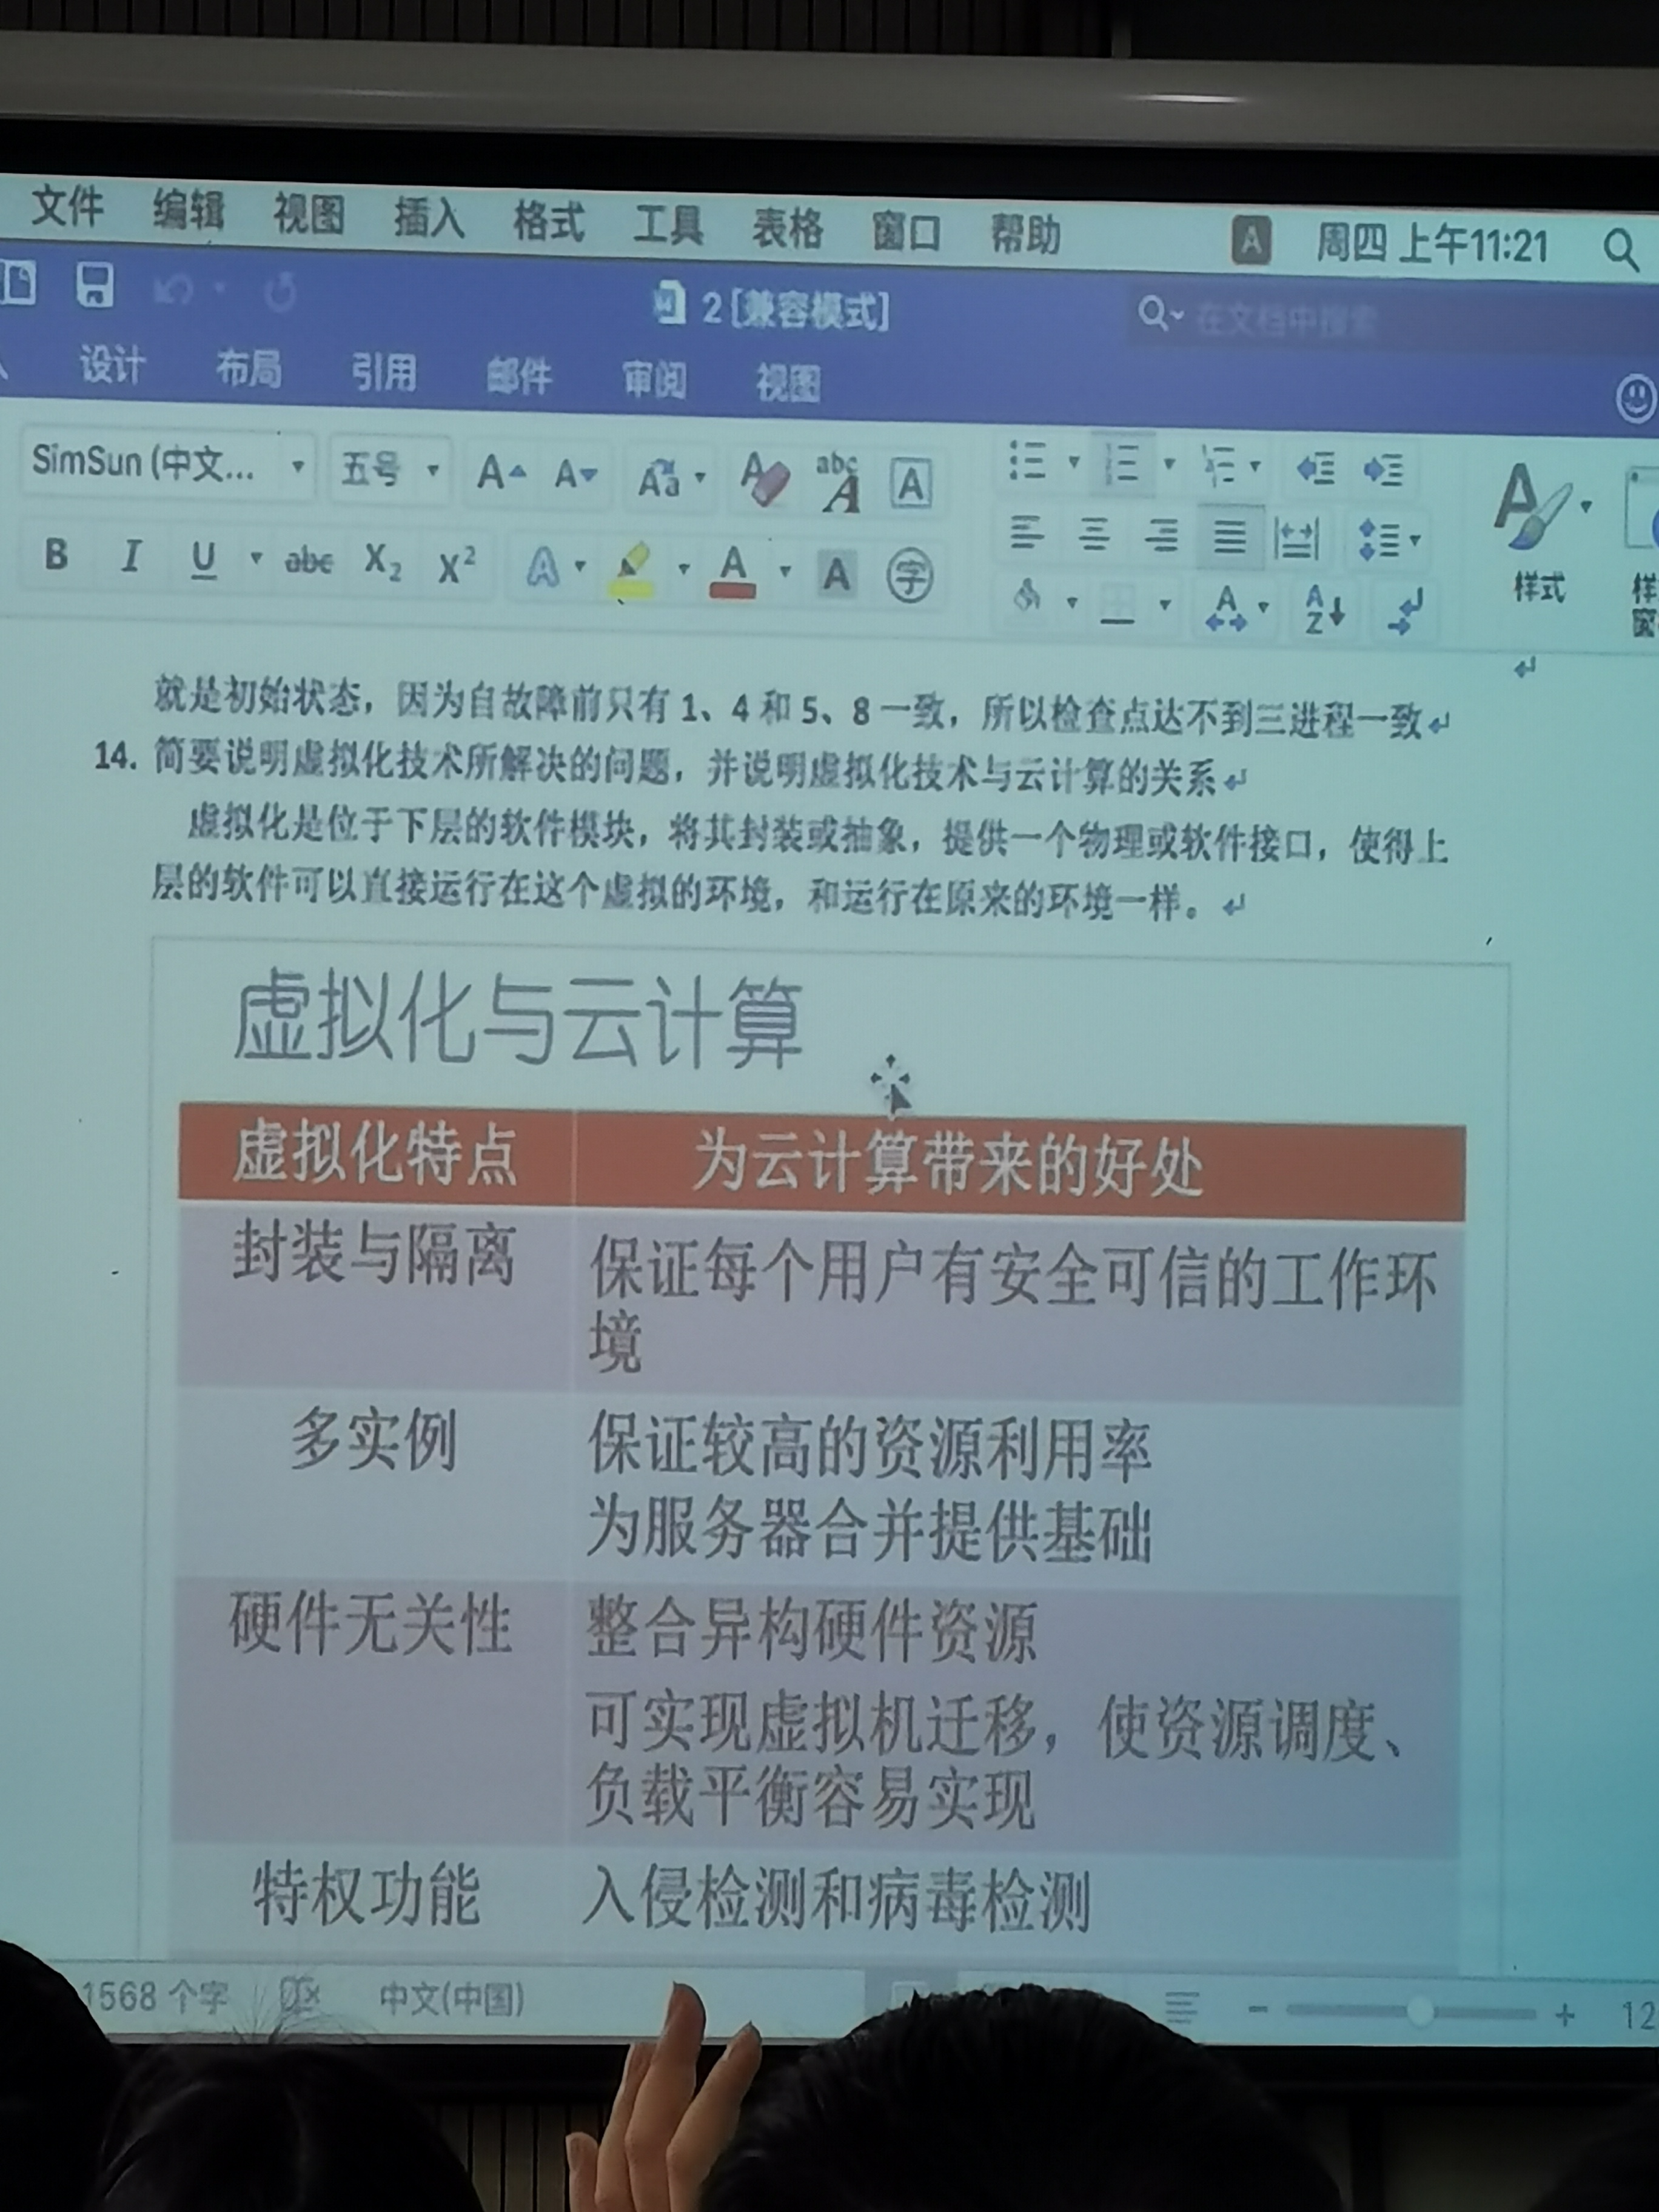 文件 编辑 视图 插入 格式 工具 表格 窗口 帮助 A 周四 上午11:21
2 [兼容模式] 在文档中搜索
设计 布局 引用 邮件 审阅 视图
SimSun (中文... 五号 A A Aa abc A A
B I U abc X₂ X² A A A 字 样式 样
A A Z 窗
就是初始状态，因为自故障前只有 1、4 和 5、8 一致，所以检查点达不到三进程一致
14. 简要说明虚拟化技术所解决的问题，并说明虚拟化技术与云计算的关系
虚拟化是位于下层的软件模块，将其封装或抽象，提供一个物理或软件接口，使得上
层的软件可以直接运行在这个虚拟的环境，和运行在原来的环境一样。
虚拟化与云计算
虚拟化特点 为云计算带来的好处
封装与隔离 保证每个用户有安全可信的工作环
境
多实例 保证较高的资源利用率
为服务器合并提供基础
硬件无关性 整合异构硬件资源
可实现虚拟机迁移，使资源调度、
负载平衡容易实现
特权功能 入侵检测和病毒检测
1568 个字 中文(中国) 12